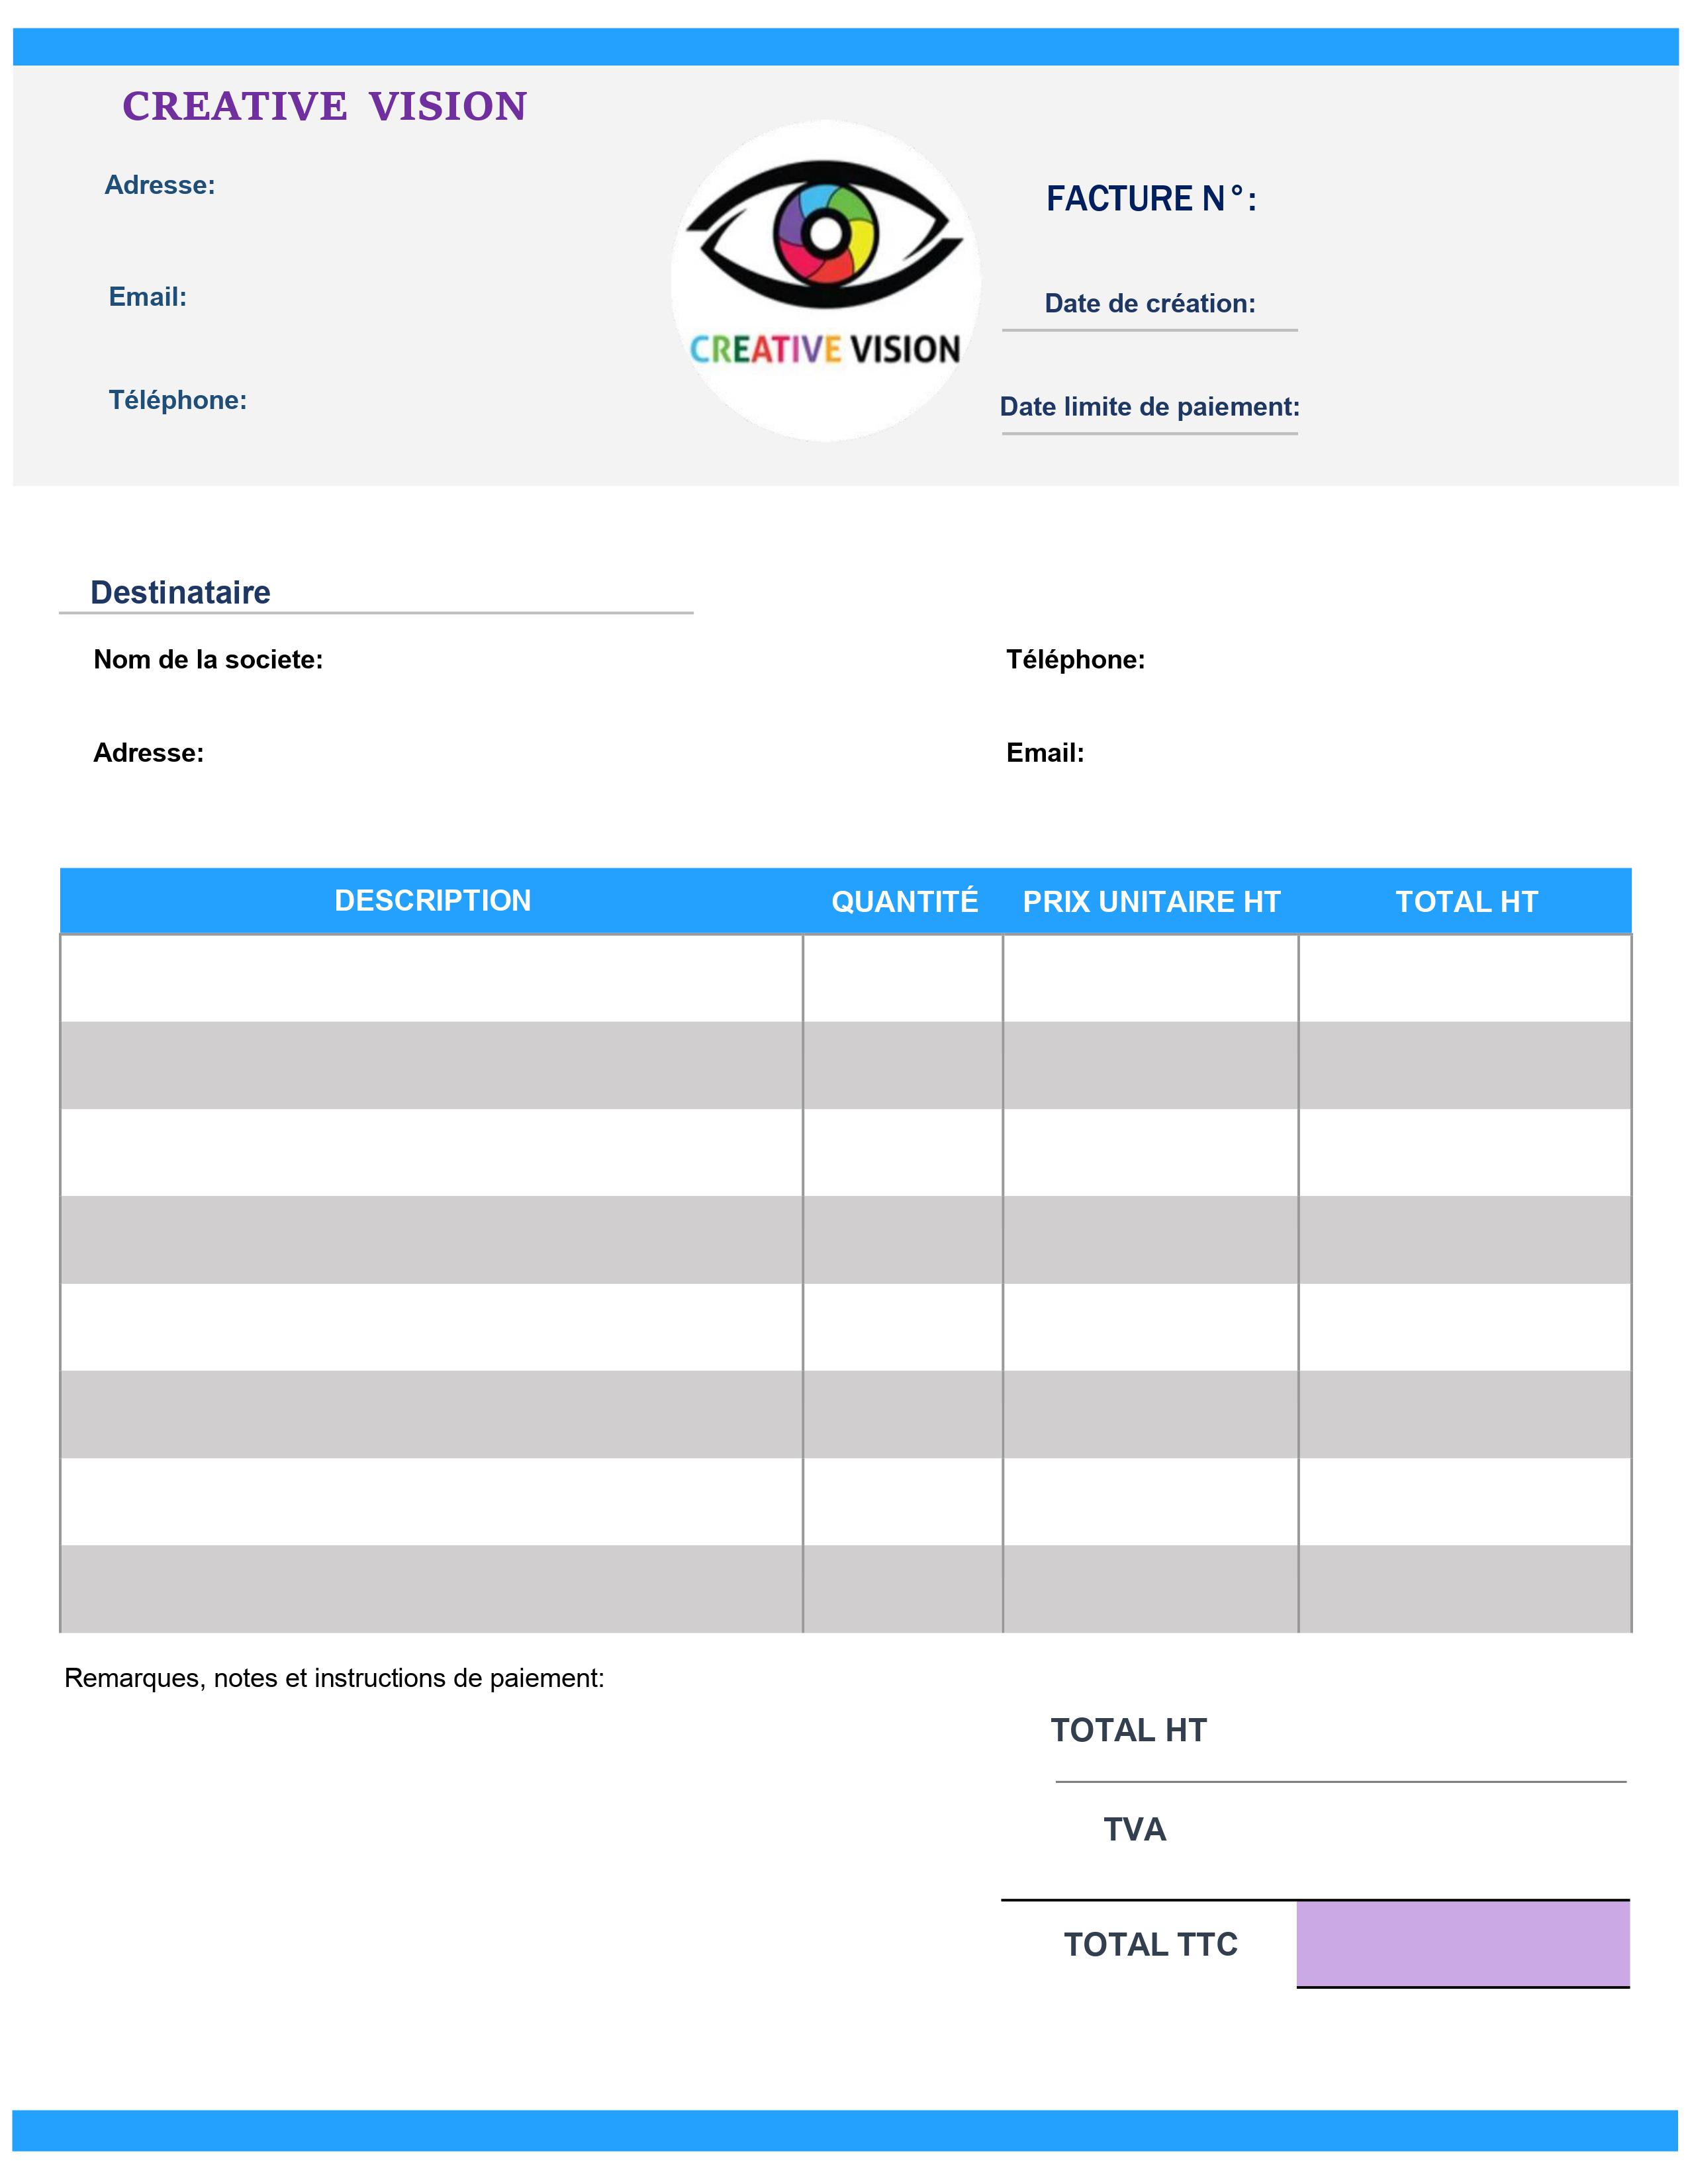 CREATIVE VISION
Adresse:
FACTURE N°:
Email:
Date de création:
CREATIVE VISION
Téléphone:
Date limite de paiement:
Destinataire
Nom de la societe:
Téléphone:
Adresse:
Email:
DESCRIPTION QUANTITÉ PRIX UNITAIRE HT TOTAL HT
Remarques, notes et instructions de paiement:
TOTAL HT
TVA
TOTAL TTC